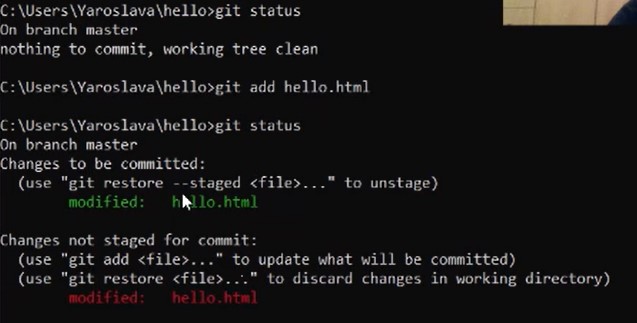 C:\Users\Yaroslava\hello>git status
On branch master
nothing to commit, working tree clean
C:\Users\Yaroslava\hello>git add hello.html
C:\Users\Yaroslava\hello>git status
On branch master
Changes to be committed:
(use "git restore --staged <file>..." to unstage)
modified: hello.html
Changes not staged for commit:
(use "git add <file>..." to update what will be committed)
(use "git restore <file>..." to discard changes in working directory)
modified: hello.html